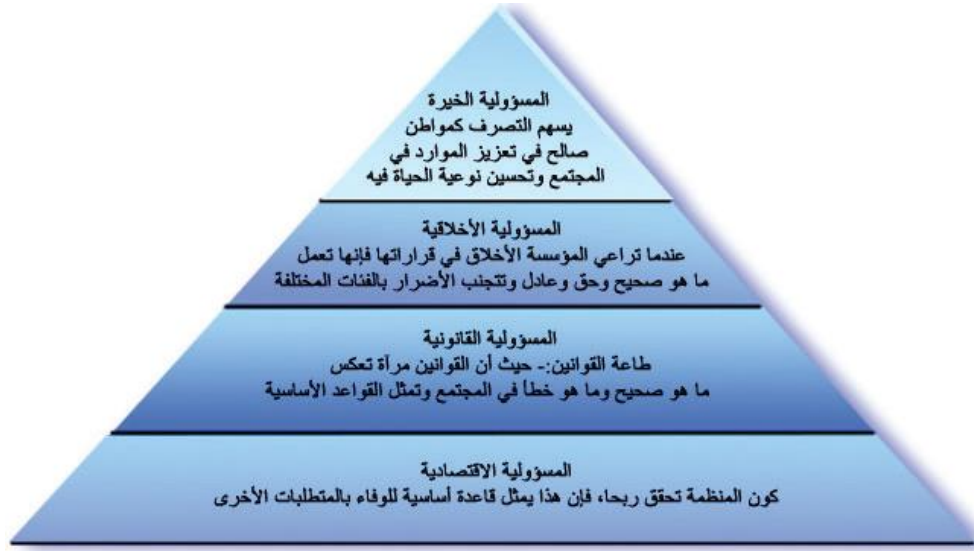 المسؤولية الخيرة
يسهم التصرف كمواطن
صالح في تعزيز الموارد في
المجتمع وتحسين نوعية الحياة فيه
المسؤولية الأخلاقية
عندما تراعي المؤسسة الأخلاق في قراراتها فإنها تعمل
ما هو صحيح وحق وعادل وتتجنب الأضرار بالفئات المختلفة
المسؤولية القانونية
طاعة القوانين:- حيث أن القوانين مرآة تعكس
ما هو صحيح وما هو خطأ في المجتمع وتمثل القواعد الأساسية
المسؤولية الاقتصادية
كون المنظمة تحقق ربحا، فإن هذا يمثل قاعدة أساسية للوفاء بالمتطلبات الأخرى